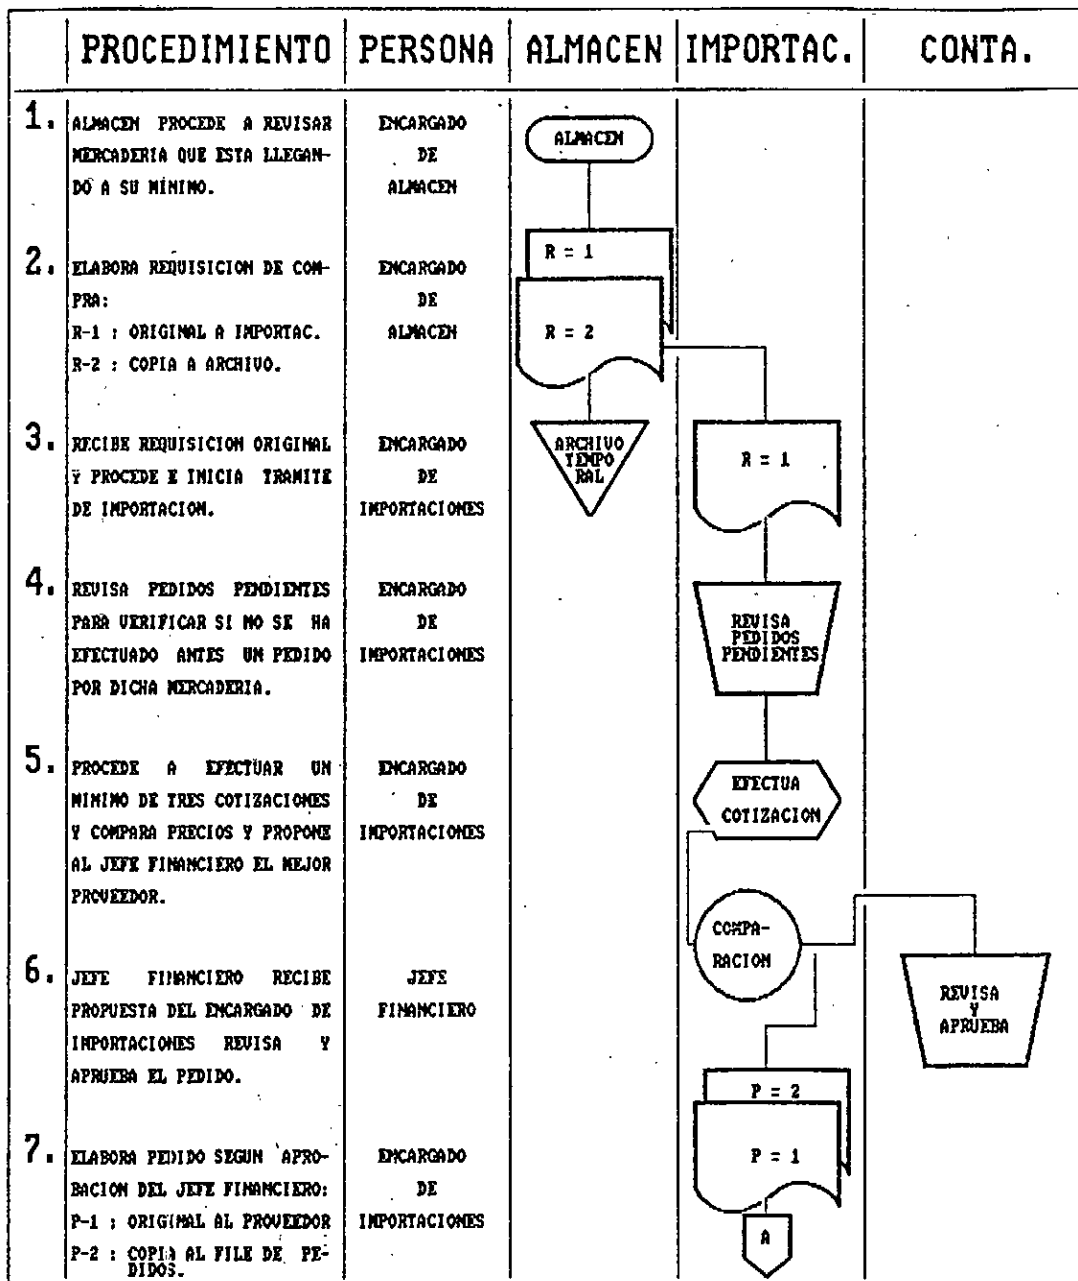 PROCEDIMIENTO PERSONA ALMACEN IMPORTAC. CONTA.
1. ALMACEN PROCEDE A REVISAR
MERCADERIA QUE ESTA LLEGAN-
DO A SU MÍNIMO.
ENCARGADO
DE
ALMACEN
ALMACEN
2. ELABORA REQUISICION DE COM-
PRA:
R-1 : ORIGINAL A IMPORTAC.
R-2 : COPIA A ARCHIVO.
ENCARGADO
DE
ALMACEN
R = 1
R = 2
3. RECIBE REQUISICION ORIGINAL
Y PROCEDE E INICIA TRAMITE
DE IMPORTACION.
ENCARGADO
DE
IMPORTACIONES
ARCHIVO
TEMPO
RAL
R = 1
4. REVISA PEDIDOS PENDIENTES
PARA VERIFICAR SI NO SE HA
EFECTUADO ANTES UN PEDIDO
POR DICHA MERCADERIA.
ENCARGADO
DE
IMPORTACIONES
REVISA
PEDIDOS
PENDIENTES
5. PROCEDE A EFECTUAR UN
MINIMO DE TRES COTIZACIONES
Y COMPARA PRECIOS Y PROPONE
AL JEFE FINANCIERO EL MEJOR
PROVEEDOR.
ENCARGADO
DE
IMPORTACIONES
EFECTUA
COTIZACION
COMPA-
RACION
6. JEFE FINANCIERO RECIBE
PROPUESTA DEL ENCARGADO DE
IMPORTACIONES REVISA Y
APRUEBA EL PEDIDO.
JEFE
FINANCIERO
REVISA
Y
APRUEBA
P = 2
7. ELABORA PEDIDO SEGUN APRO-
BACION DEL JEFE FINANCIERO:
P-1 : ORIGINAL AL PROVEEDOR
P-2 : COPIA AL FILE DE PE-
DIDOS.
ENCARGADO
DE
IMPORTACIONES
P = 1
A